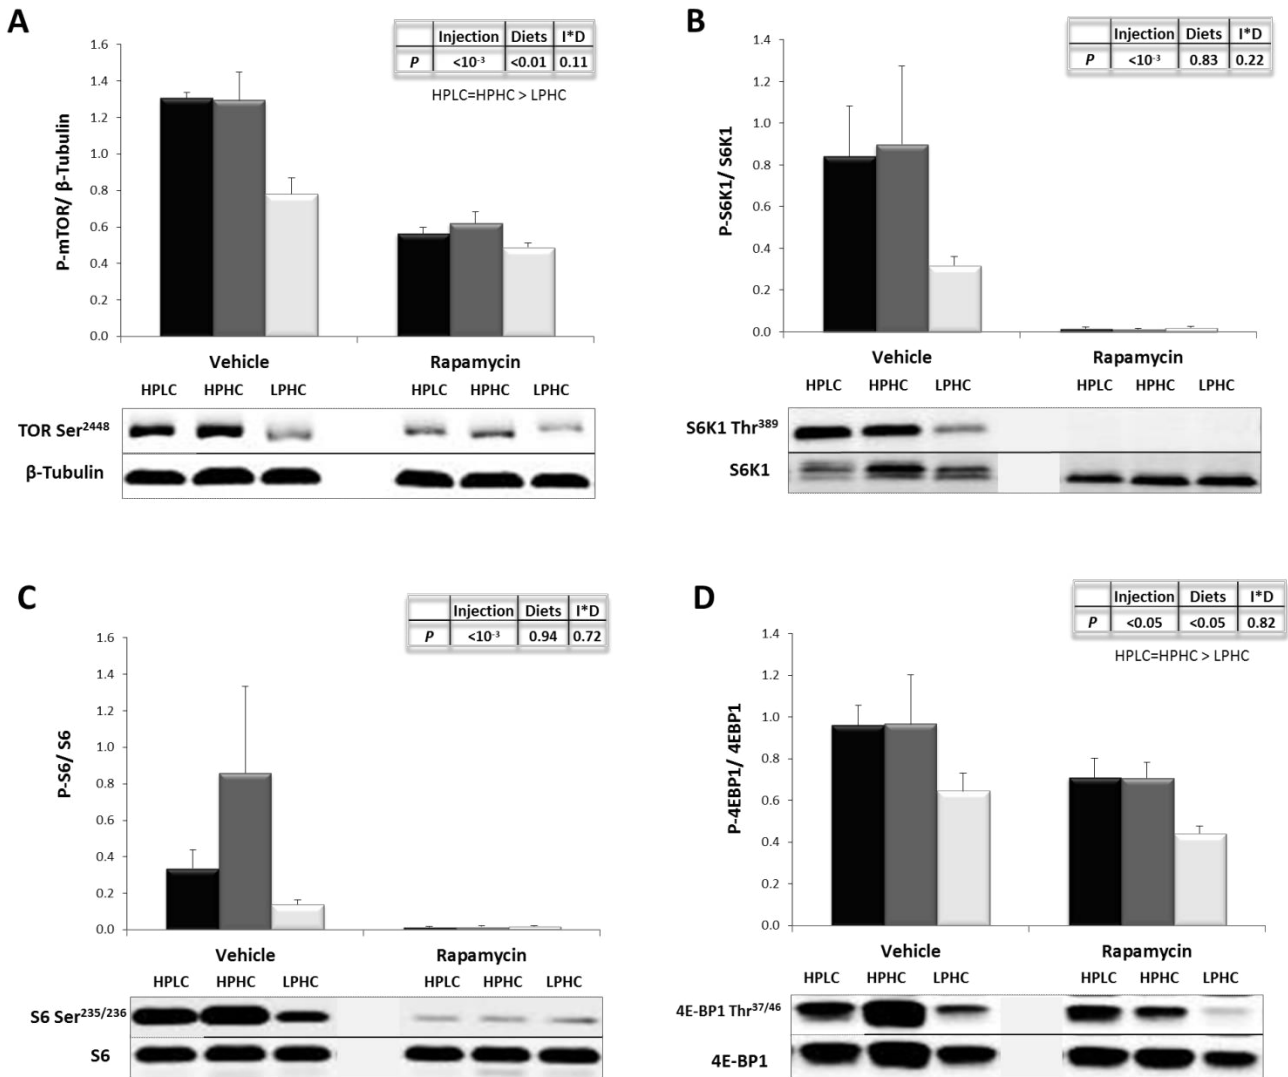 A
Injection Diets I*D
P <10⁻³ <0.01 0.11
HPLC=HPHC > LPHC
P-mTOR/ β-Tubulin
1.6
1.4
1.2
1.0
0.8
0.6
0.4
0.2
0.0
Vehicle Rapamycin
HPLC HPHC LPHC HPLC HPHC LPHC
TOR Ser²⁴⁴⁸
β-Tubulin
B
Injection Diets I*D
P <10⁻³ 0.83 0.22
P-S6K1/ S6K1
1.4
1.2
1.0
0.8
0.6
0.4
0.2
0.0
Vehicle Rapamycin
HPLC HPHC LPHC HPLC HPHC LPHC
S6K1 Thr³⁸⁹
S6K1
C
Injection Diets I*D
P <10⁻³ 0.94 0.72
P-S6/ S6
1.6
1.4
1.2
1.0
0.8
0.6
0.4
0.2
0.0
Vehicle Rapamycin
HPLC HPHC LPHC HPLC HPHC LPHC
S6 Ser²³⁵/²³⁶
S6
D
Injection Diets I*D
P <0.05 <0.05 0.82
HPLC=HPHC > LPHC
P-4EBP1/ 4EBP1
1.4
1.2
1.0
0.8
0.6
0.4
0.2
0.0
Vehicle Rapamycin
HPLC HPHC LPHC HPLC HPHC LPHC
4E-BP1 Thr³⁷/⁴⁶
4E-BP1